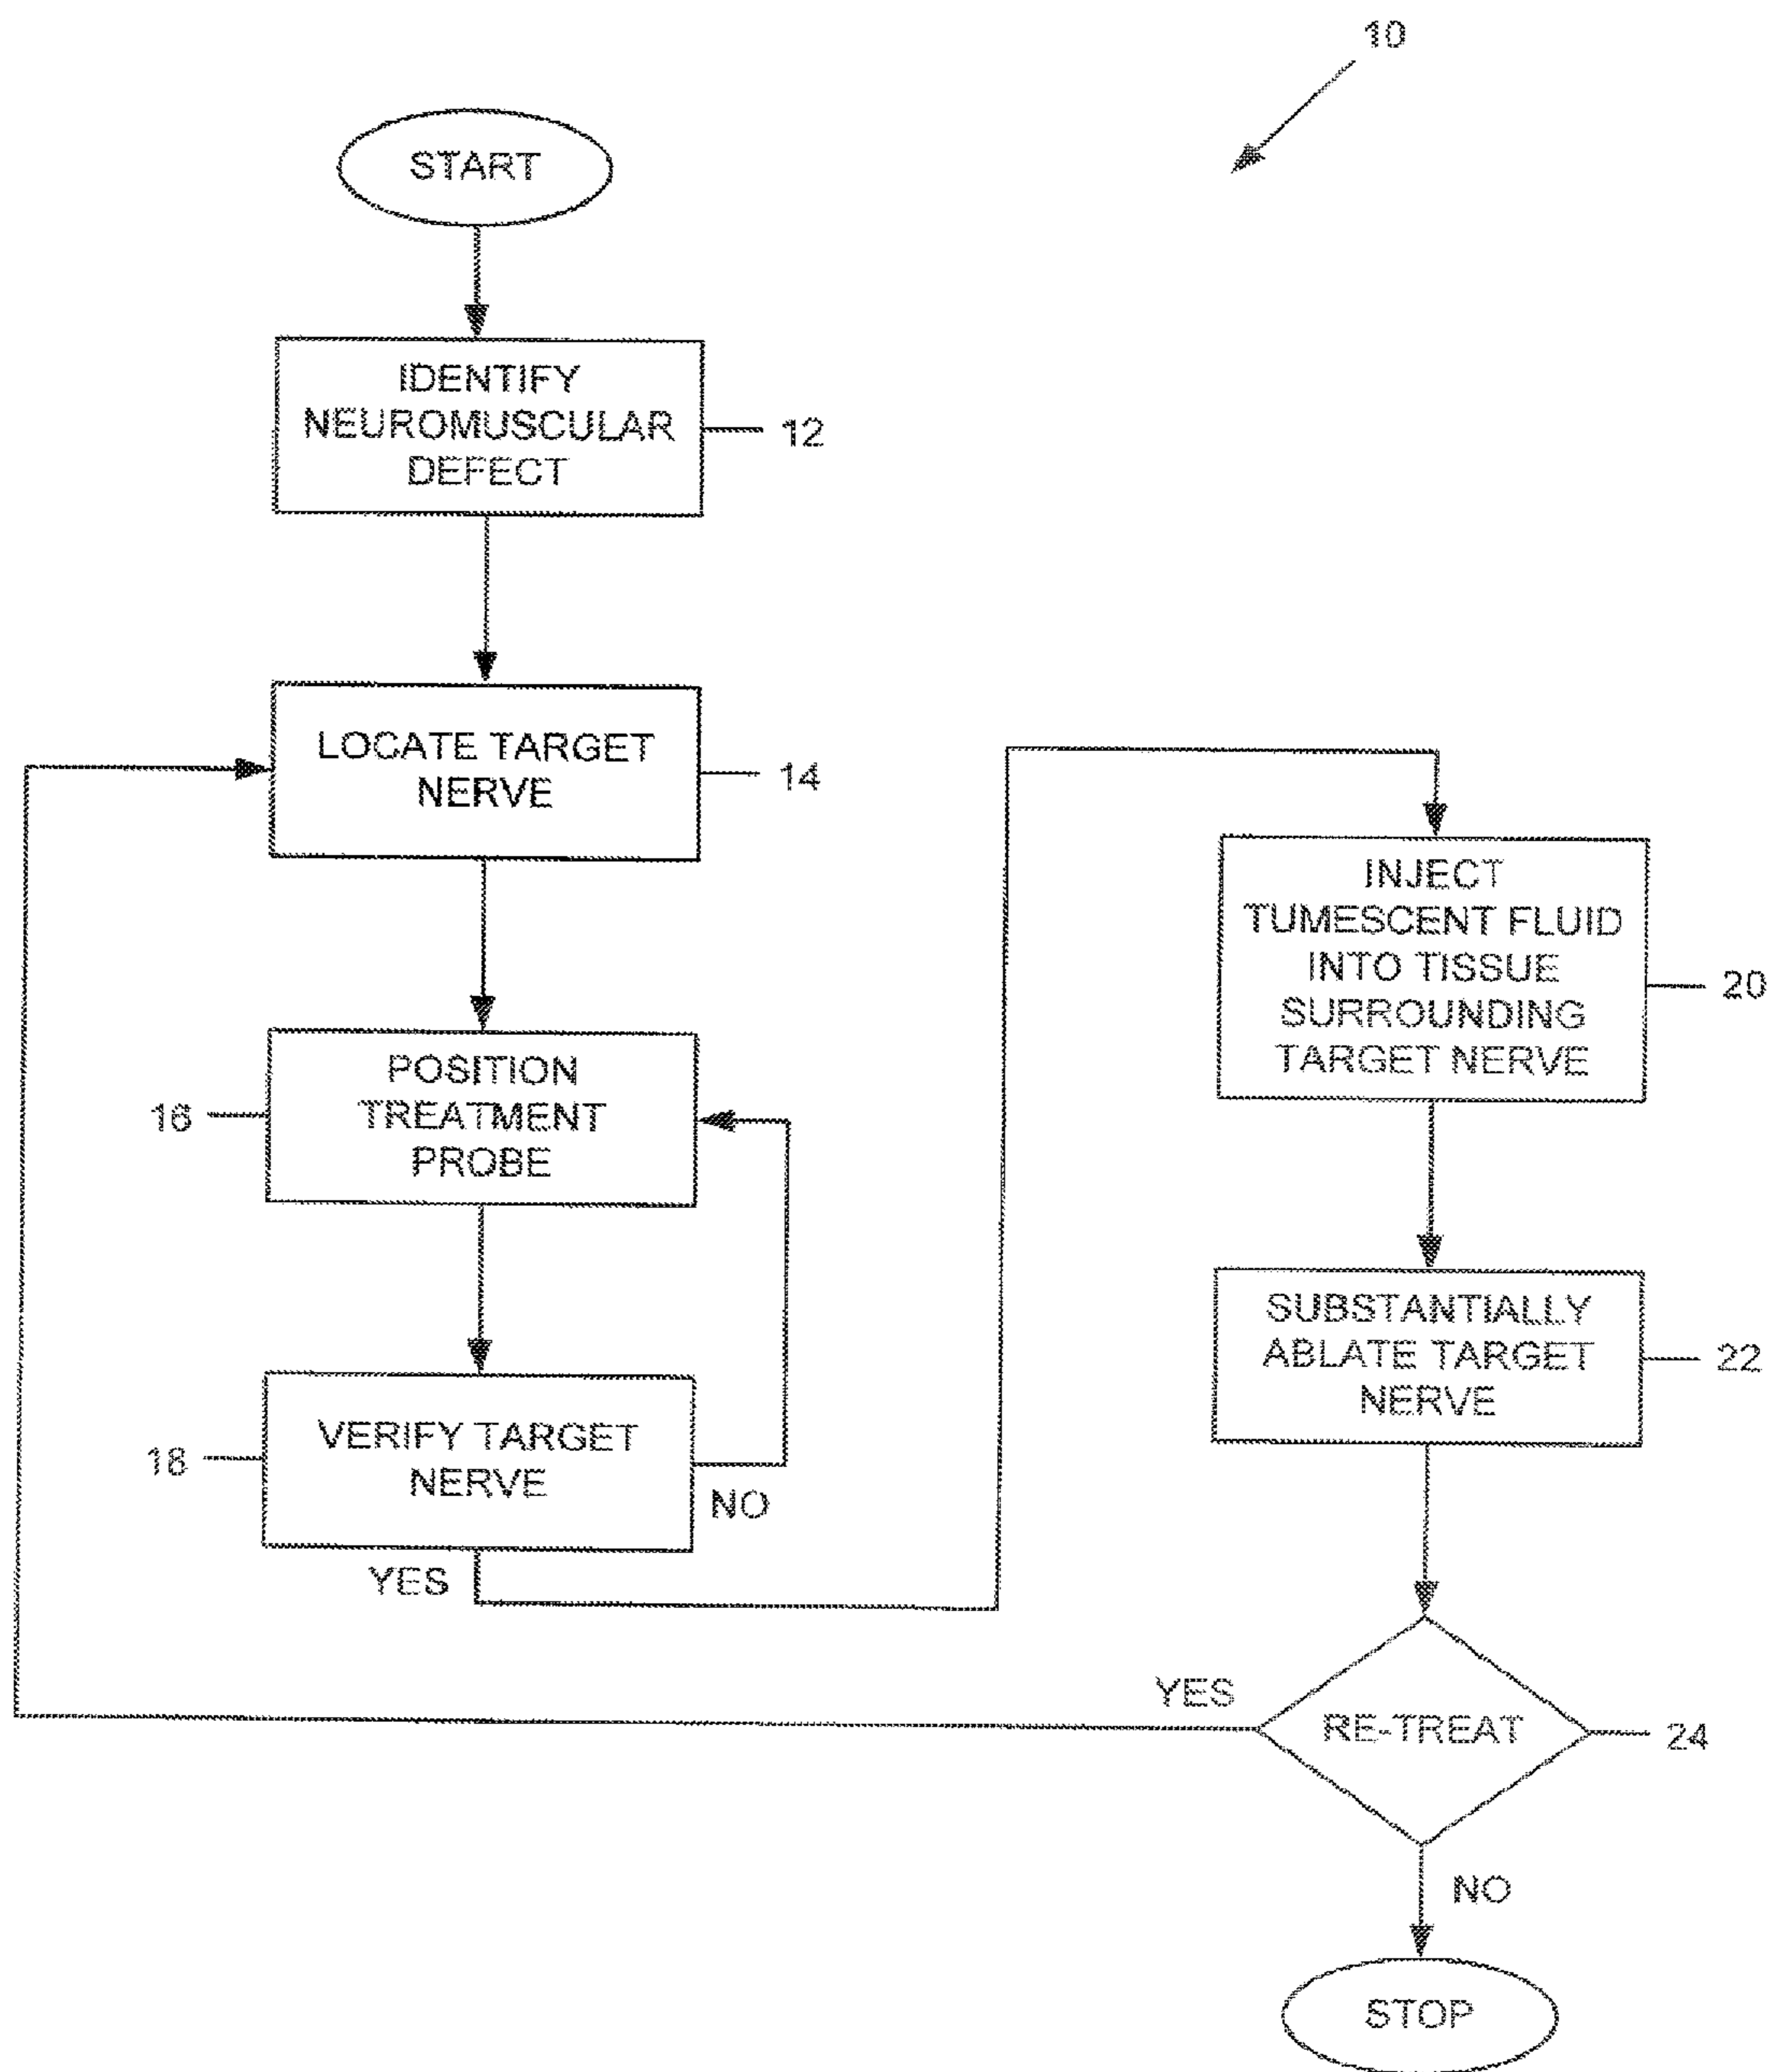 10
START
IDENTIFY
NEUROMUSCULAR
DEFECT
12
LOCATE TARGET
NERVE
14
POSITION
TREATMENT
PROBE
16
VERIFY TARGET
NERVE
18
NO
YES
INJECT
TUMESCENT FLUID
INTO TISSUE
SURROUNDING
TARGET NERVE
20
SUBSTANTIALLY
ABLATE TARGET
NERVE
22
YES
RE-TREAT
24
NO
STOP